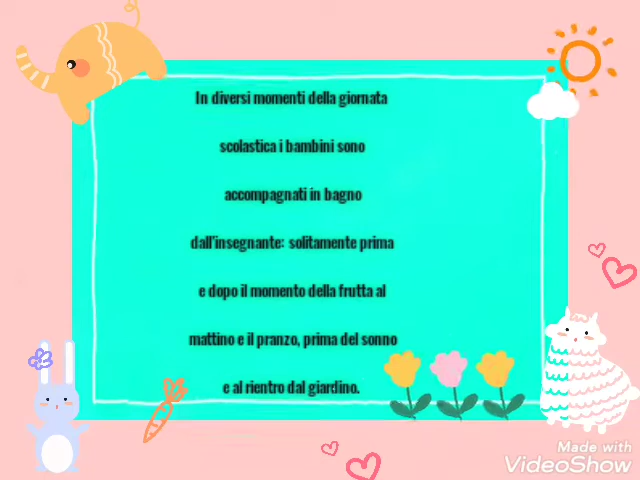 In diversi momenti della giornata
scolastica i bambini sono
accompagnati in bagno
dall'insegnante: solitamente prima
e dopo il momento della frutta al
mattino e il pranzo, prima del sonno
e al rientro dal giardino.
Made with
VideoShow